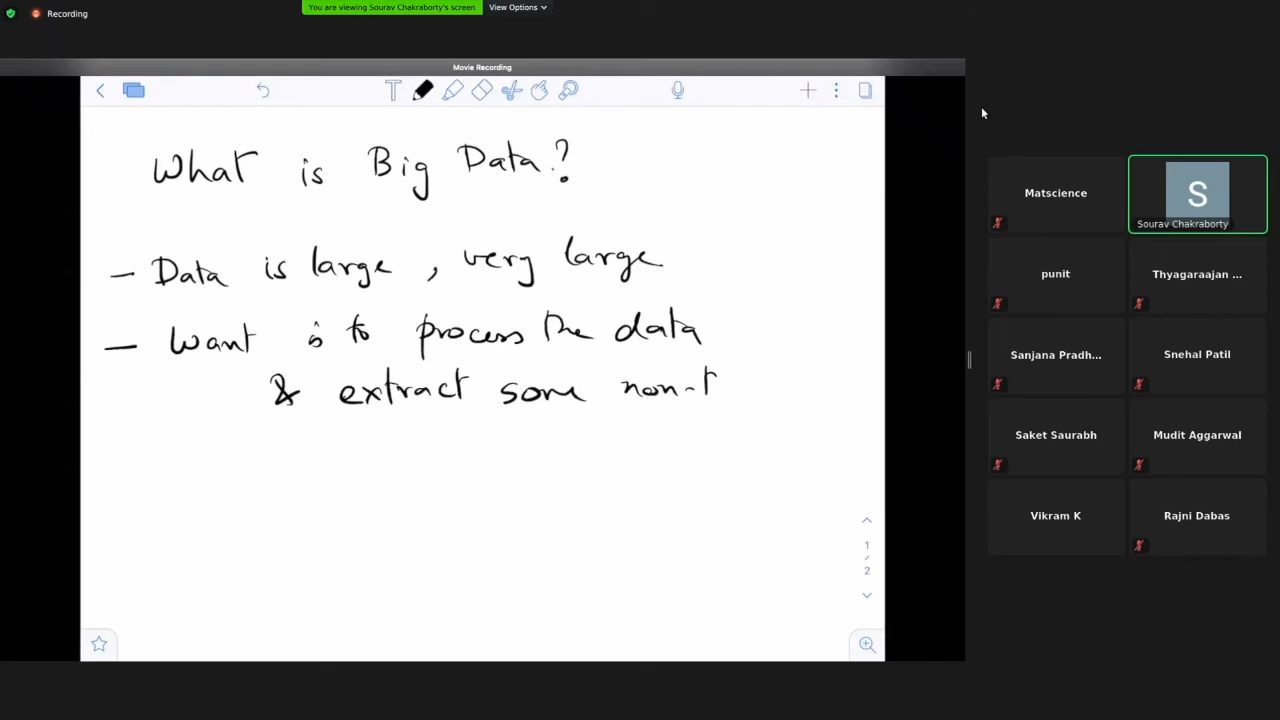 Recording
You are viewing Sourav Chakraborty's screen
View Options
Movie Recording
What is Big Data?
– Data is large, very large
– Want is to process the data
& extract some non-t
1
/
2
Matscience
S
Sourav Chakraborty
punit
Thyagaraajan ...
Sanjana Pradh...
Snehal Patil
Saket Saurabh
Mudit Aggarwal
Vikram K
Rajni Dabas